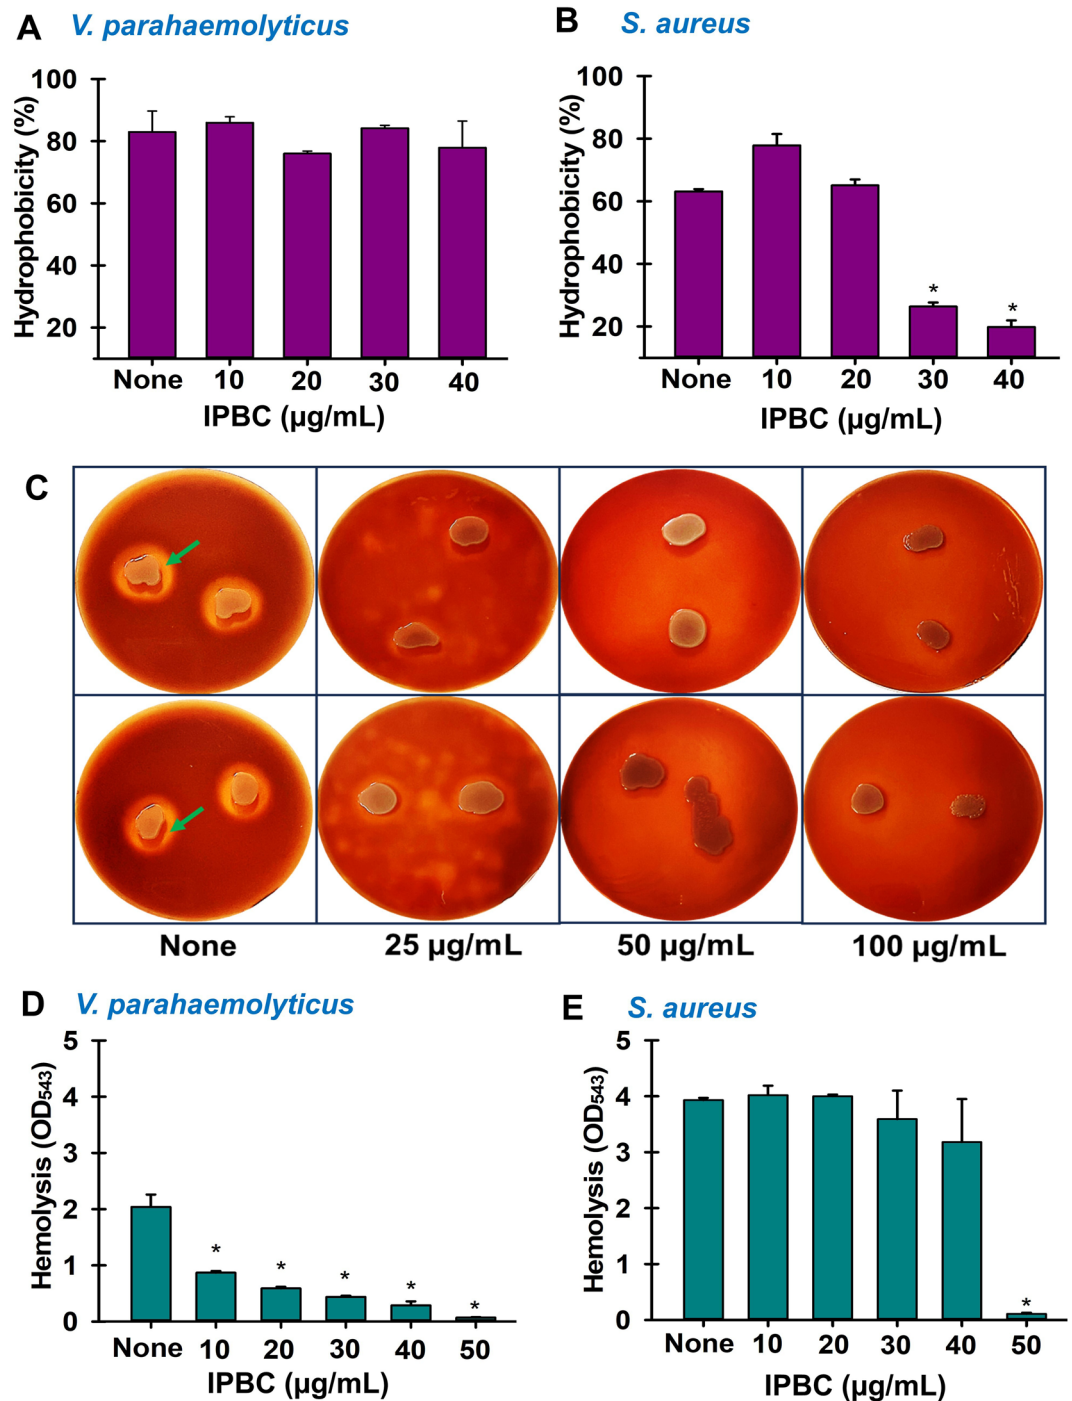 A V. parahaemolyticus
Hydrophobicity (%)
100
80
60
40
20
None 10 20 30 40
IPBC (µg/mL)
B S. aureus
Hydrophobicity (%)
100
80
60
40
20
* *
None 10 20 30 40
IPBC (µg/mL)
C
None 25 µg/mL 50 µg/mL 100 µg/mL
D V. parahaemolyticus
Hemolysis (OD543)
5
4
3
2
1
0
* * * * *
None 10 20 30 40 50
IPBC (µg/mL)
E S. aureus
Hemolysis (OD543)
5
4
3
2
1
0
*
None 10 20 30 40 50
IPBC (µg/mL)